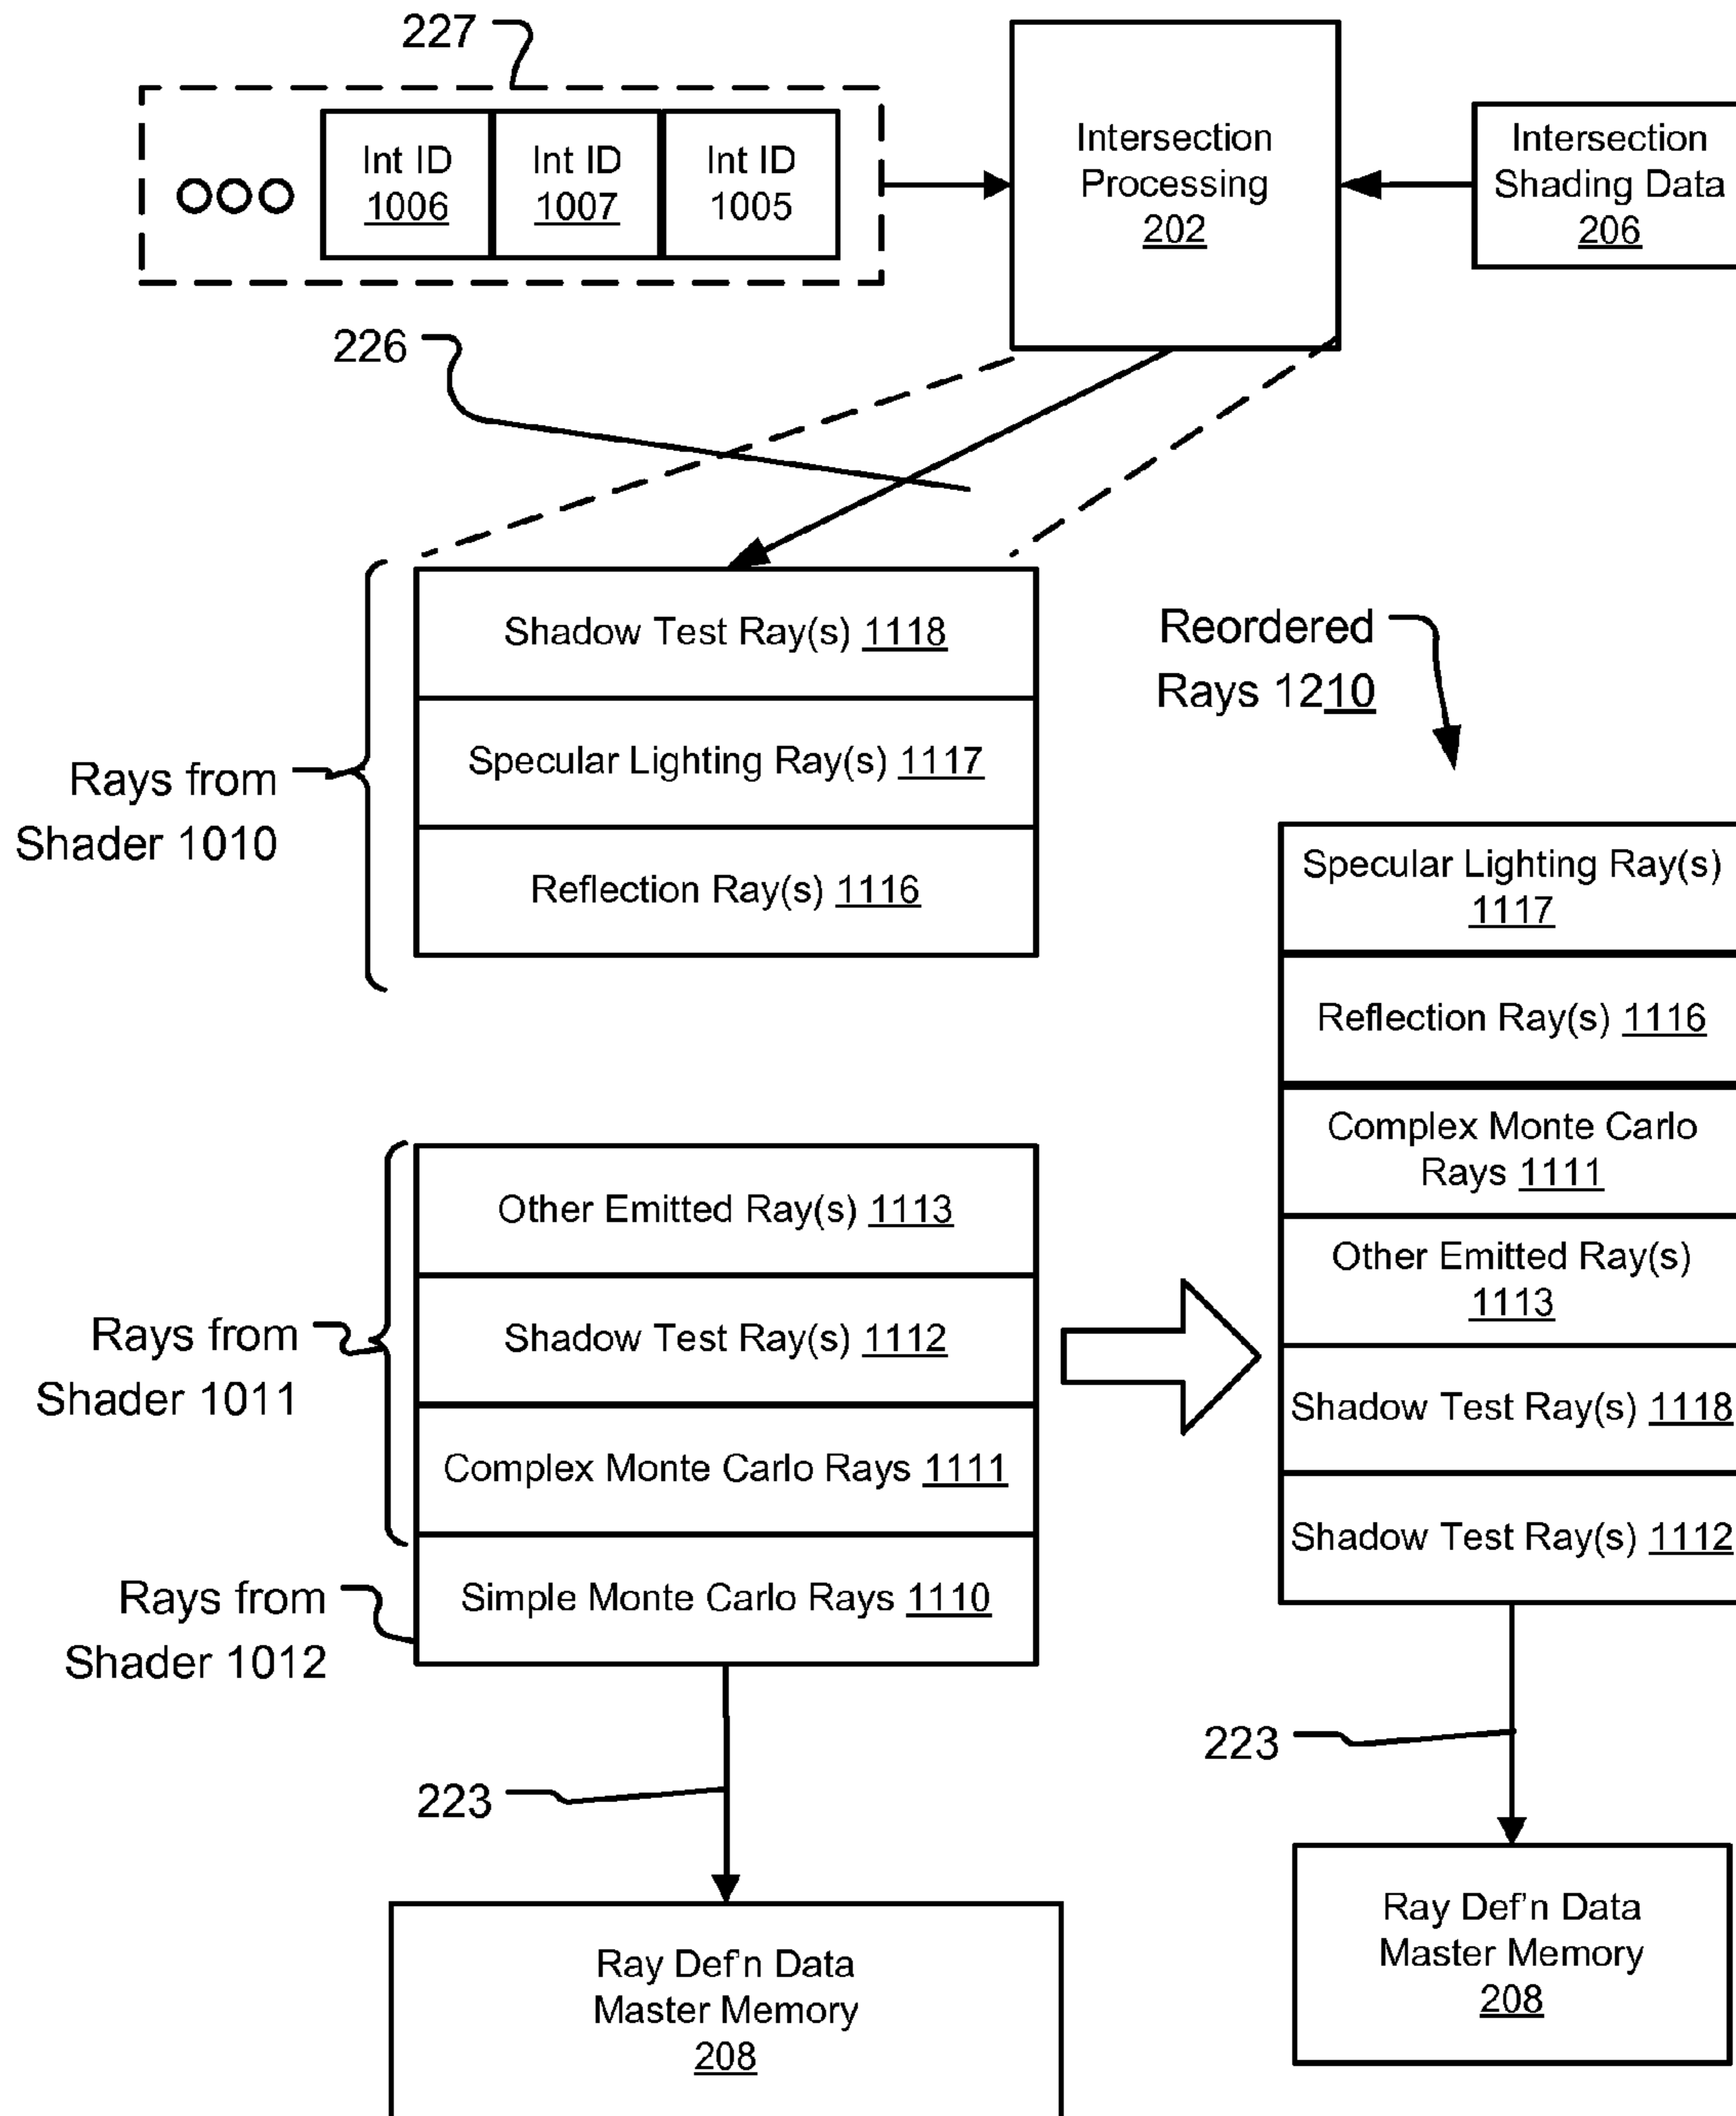 227
Int ID
1006
Int ID
1007
Int ID
1005
Intersection
Processing
202
Intersection
Shading Data
206
226
Shadow Test Ray(s) 1118
Specular Lighting Ray(s) 1117
Reflection Ray(s) 1116
Rays from
Shader 1010
Reordered
Rays 1210
Specular Lighting Ray(s)
1117
Reflection Ray(s) 1116
Complex Monte Carlo
Rays 1111
Other Emitted Ray(s)
1113
Shadow Test Ray(s) 1118
Shadow Test Ray(s) 1112
Other Emitted Ray(s) 1113
Shadow Test Ray(s) 1112
Complex Monte Carlo Rays 1111
Simple Monte Carlo Rays 1110
Rays from
Shader 1011
Rays from
Shader 1012
223
223
Ray Def'n Data
Master Memory
208
Ray Def'n Data
Master Memory
208